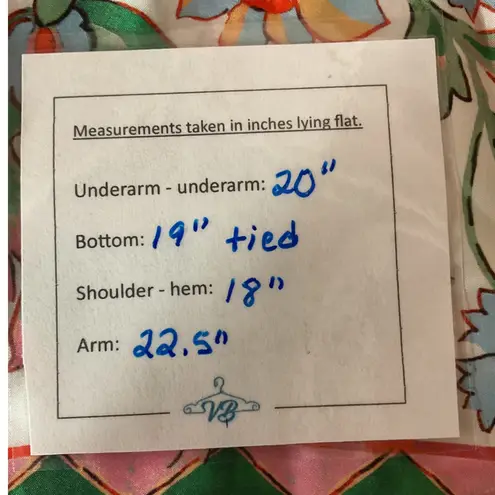 Measurements taken in inches lying flat.
Underarm - underarm: 20"
Bottom: 19" tied
Shoulder - hem: 18"
Arm: 22.5"
VB